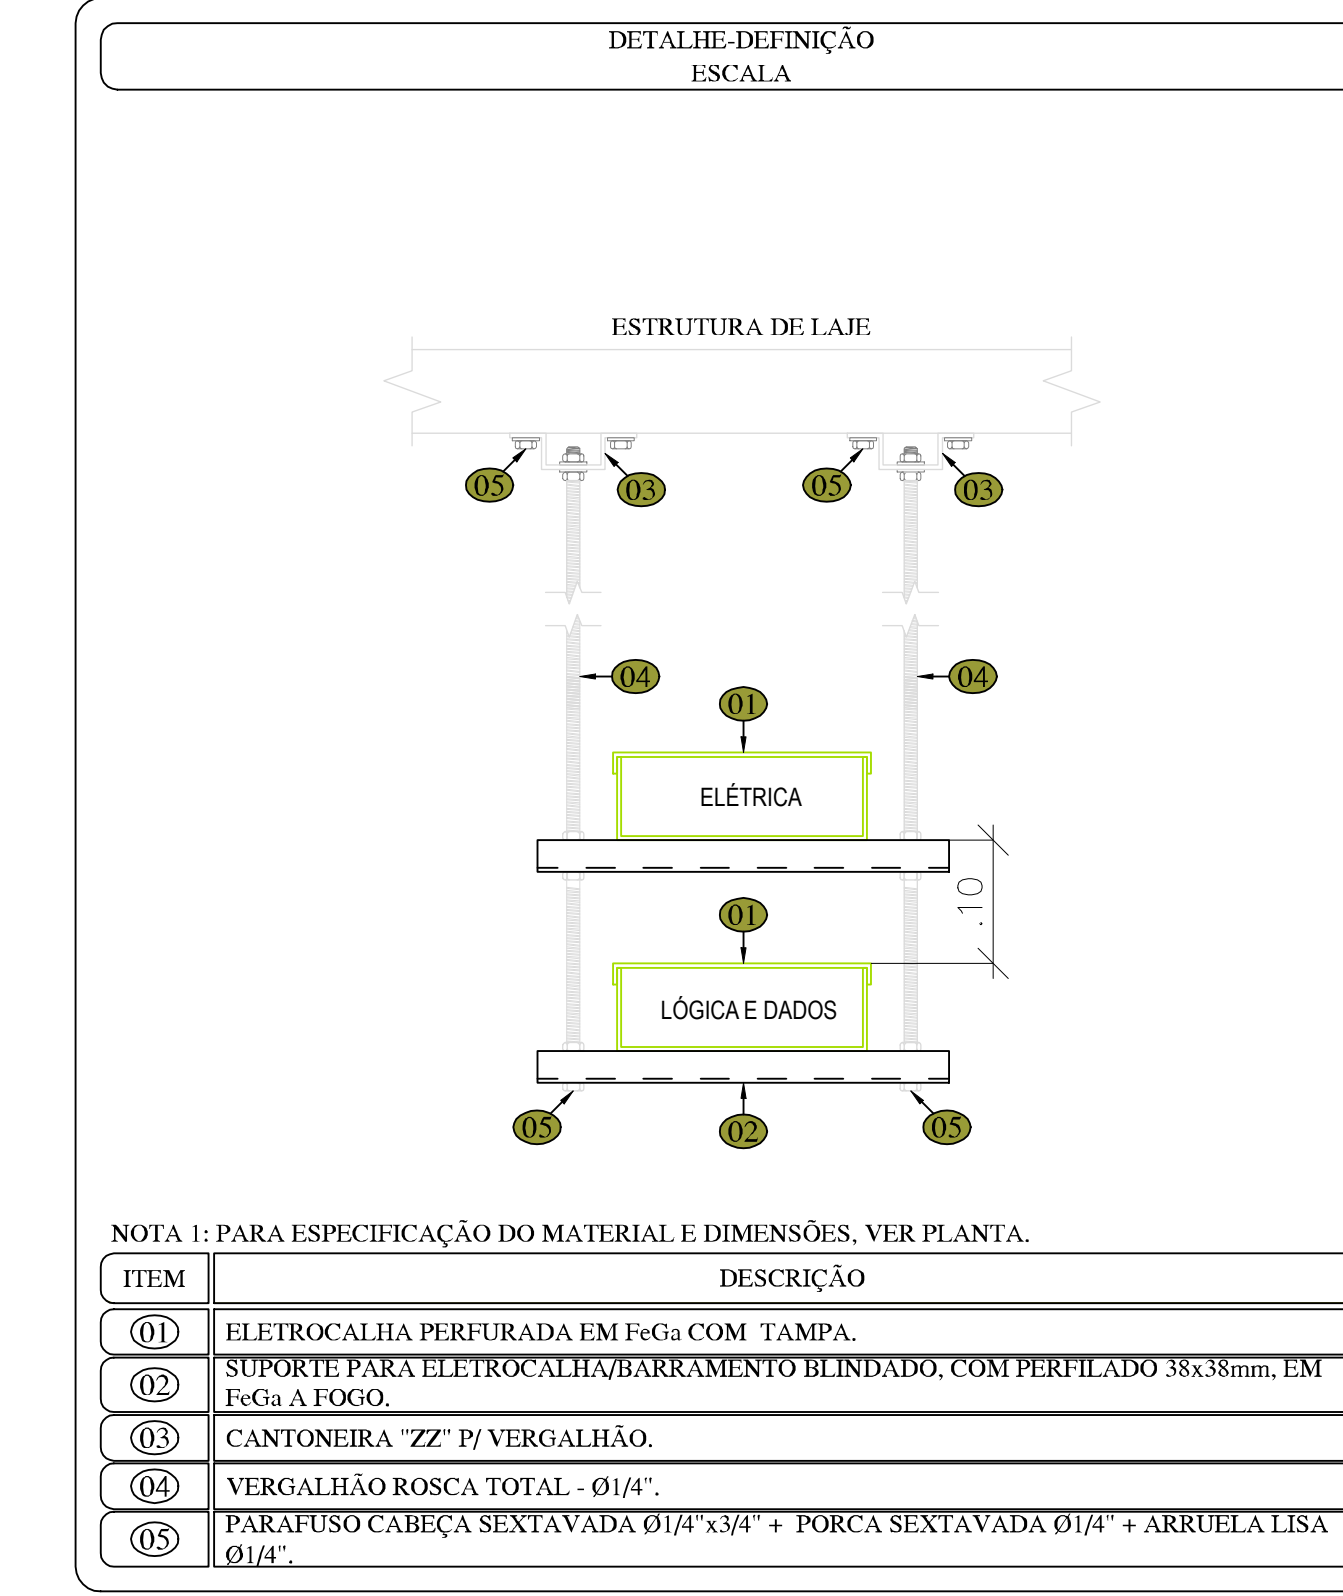 DETALHE-DEFINIÇÃO
ESCALA
ESTRUTURA DE LAJE
05
03
05
03
04
04
01
ELÉTRICA
.10
01
LÓGICA E DADOS
05
02
05
NOTA 1: PARA ESPECIFICAÇÃO DO MATERIAL E DIMENSÕES, VER PLANTA.
ITEM DESCRIÇÃO
01 ELETROCALHA PERFURADA EM FeGa COM TAMPA.
02 SUPORTE PARA ELETROCALHA/BARRAMENTO BLINDADO, COM PERFILADO 38x38mm, EM
FeGa A FOGO.
03 CANTONEIRA "ZZ" P/ VERGALHÃO.
04 VERGALHÃO ROSCA TOTAL - Ø1/4".
05 PARAFUSO CABEÇA SEXTAVADA Ø1/4"x3/4" + PORCA SEXTAVADA Ø1/4" + ARRUELA LISA
Ø1/4".